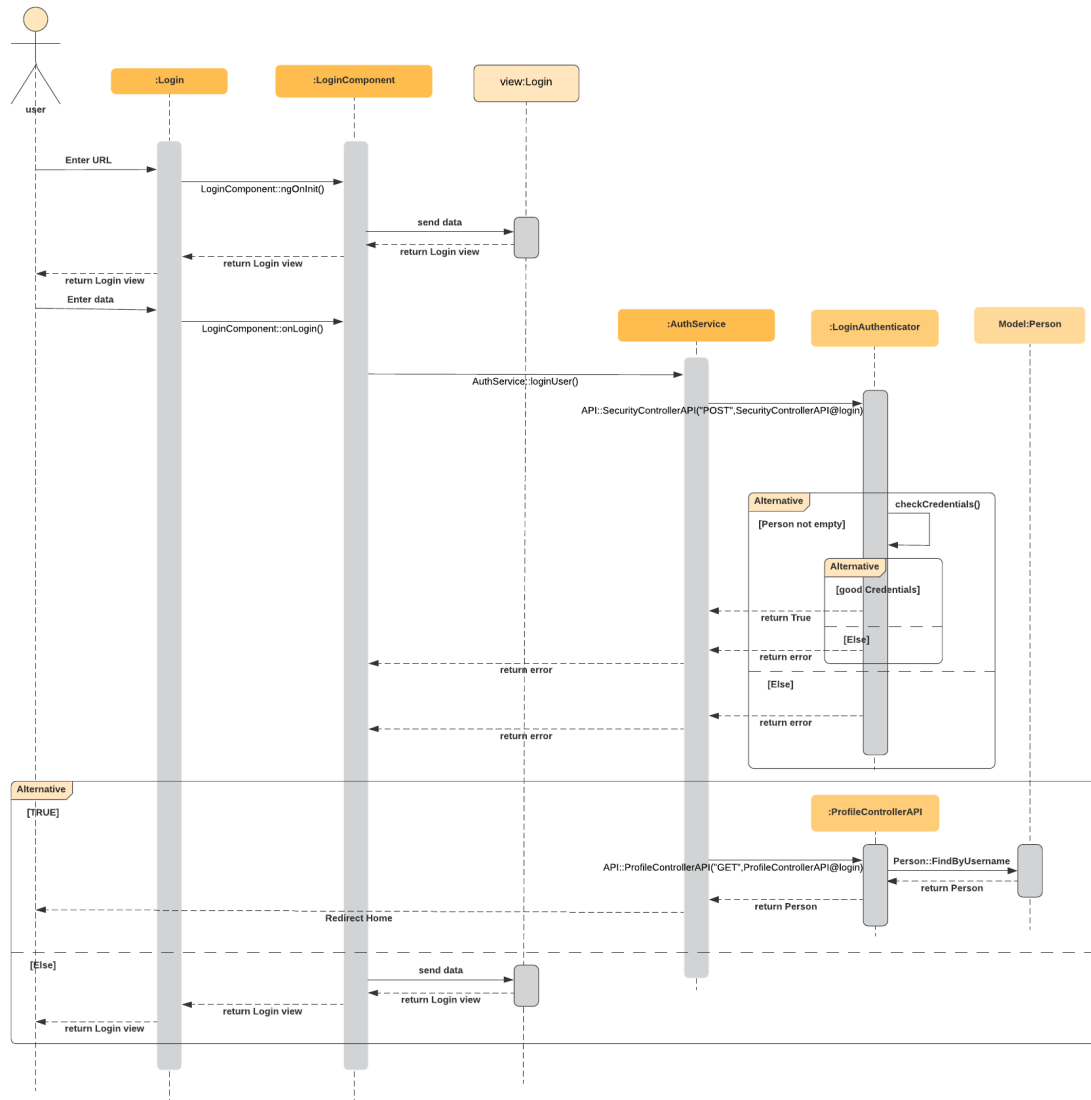 user
:Login
:LoginComponent
view:Login
Enter URL
LoginComponent::ngOnInit()
send data
return Login view
return Login view
return Login view
Enter data
LoginComponent::onLogin()
:AuthService
:LoginAuthenticator
Model:Person
AuthService::loginUser()
API::SecurityControllerAPI("POST",SecurityControllerAPI@login)
Alternative
checkCredentials()
[Person not empty]
Alternative
[good Credentials]
return True
[Else]
return error
return error
[Else]
return error
return error
Alternative
[TRUE]
:ProfileControllerAPI
API::ProfileControllerAPI("GET",ProfileControllerAPI@login)
Person::FindByUsername
return Person
return Person
Redirect Home
[Else]
send data
return Login view
return Login view
return Login view